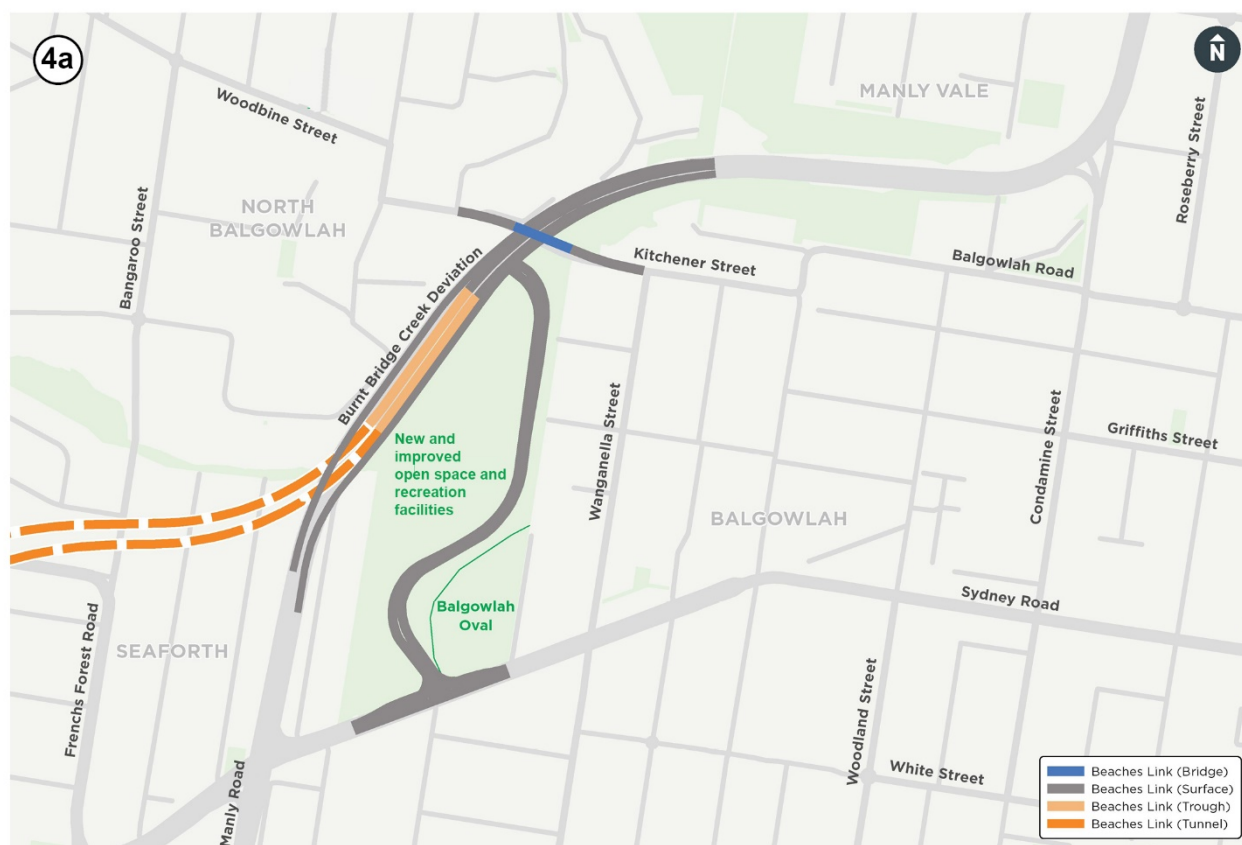 4a
N
MANLY VALE
Woodbine Street
Roseberry Street
NORTH
BALGOWLAH
Bangaroo Street
Kitchener Street
Balgowlah Road
Burnt Bridge Creek Deviation
New and
improved
open space and
recreation
facilities
Wanganella Street
Griffiths Street
Condamine Street
BALGOWLAH
Balgowlah
Oval
Sydney Road
Frenchs Forest Road
SEAFORTH
Woodland Street
White Street
Manly Road
Beaches Link (Bridge)
Beaches Link (Surface)
Beaches Link (Trough)
Beaches Link (Tunnel)